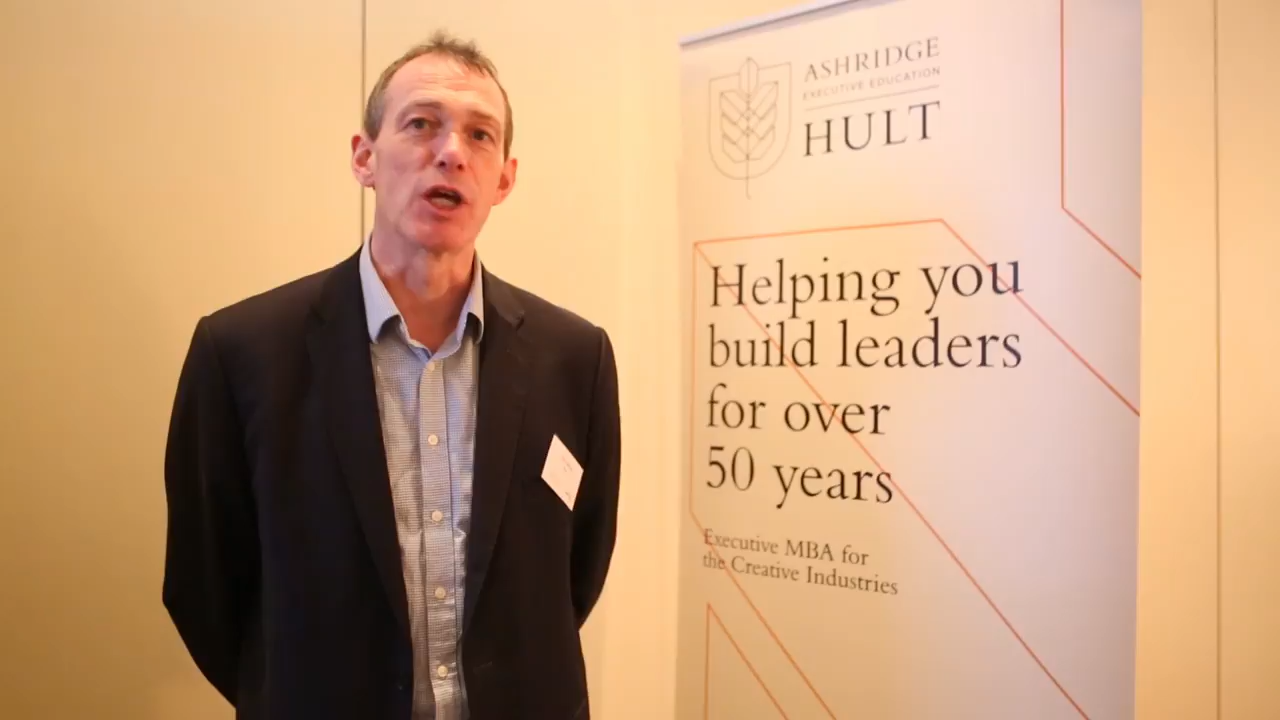 ASHRIDGE
EXECUTIVE EDUCATION
HULT
Helping you
build leaders
for over
50 years
Executive MBA for
the Creative Industries